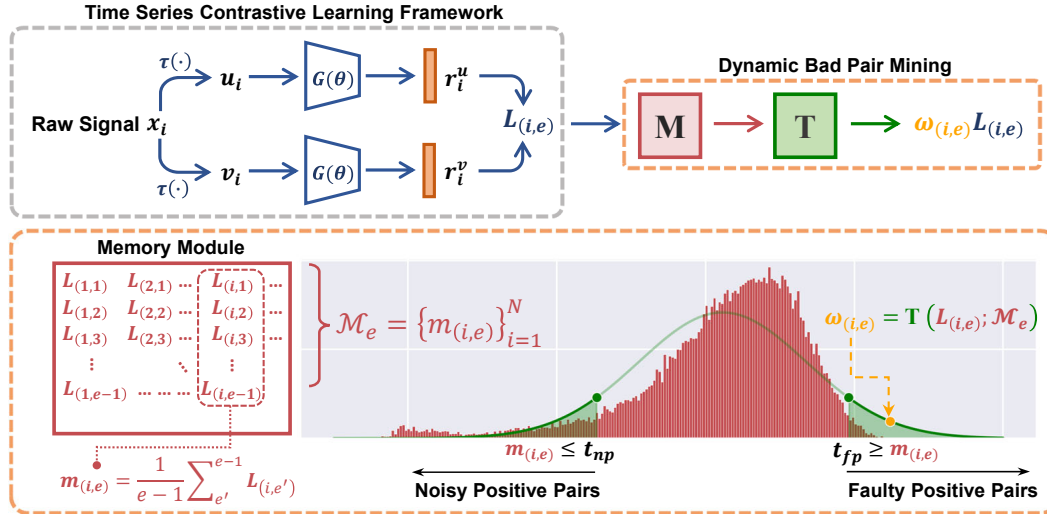 Time Series Contrastive Learning Framework
τ(·) u_i G(θ) r_i^u
Raw Signal x_i L_(i,e)
τ(·) v_i G(θ) r_i^v
Dynamic Bad Pair Mining
M T ω_(i,e) L_(i,e)
Memory Module
L_(1,1) L_(2,1) ... L_(i,1) ...
L_(1,2) L_(2,2) ... L_(i,2) ...
L_(1,3) L_(2,3) ... L_(i,3) ...
⋮ ⋱ ⋮
L_(1,e−1) ... ... ... L_(i,e−1)
m_(i,e) = \frac{1}{e − 1} ∑_{e'}^{e−1} L_(i,e')
ℳ_e = {m_(i,e)}_{i=1}^N
ω_(i,e) = T (L_(i,e); ℳ_e)
m_(i,e) ≤ t_np
t_fp ≥ m_(i,e)
Noisy Positive Pairs
Faulty Positive Pairs